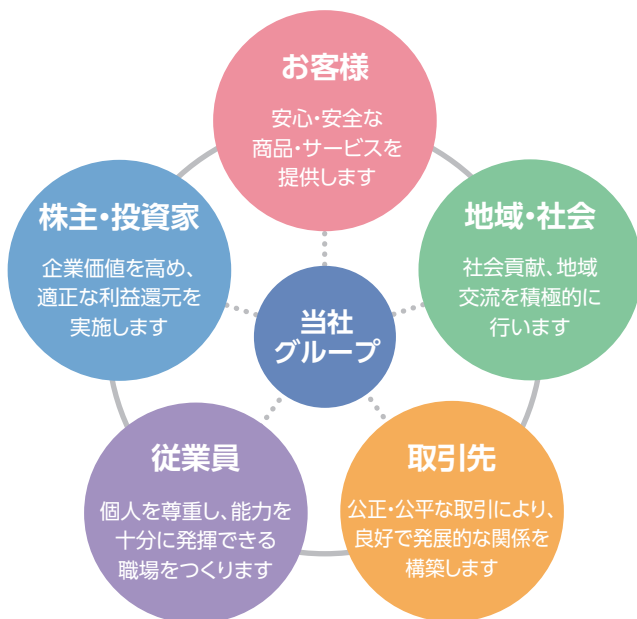 お客様
安心・安全な
商品・サービスを
提供します
地域・社会
社会貢献、地域
交流を積極的に
行います
取引先
公正・公平な取引により、
良好で発展的な関係を
構築します
従業員
個人を尊重し、能力を
十分に発揮できる
職場をつくります
株主・投資家
企業価値を高め、
適正な利益還元を
実施します
当社
グループ